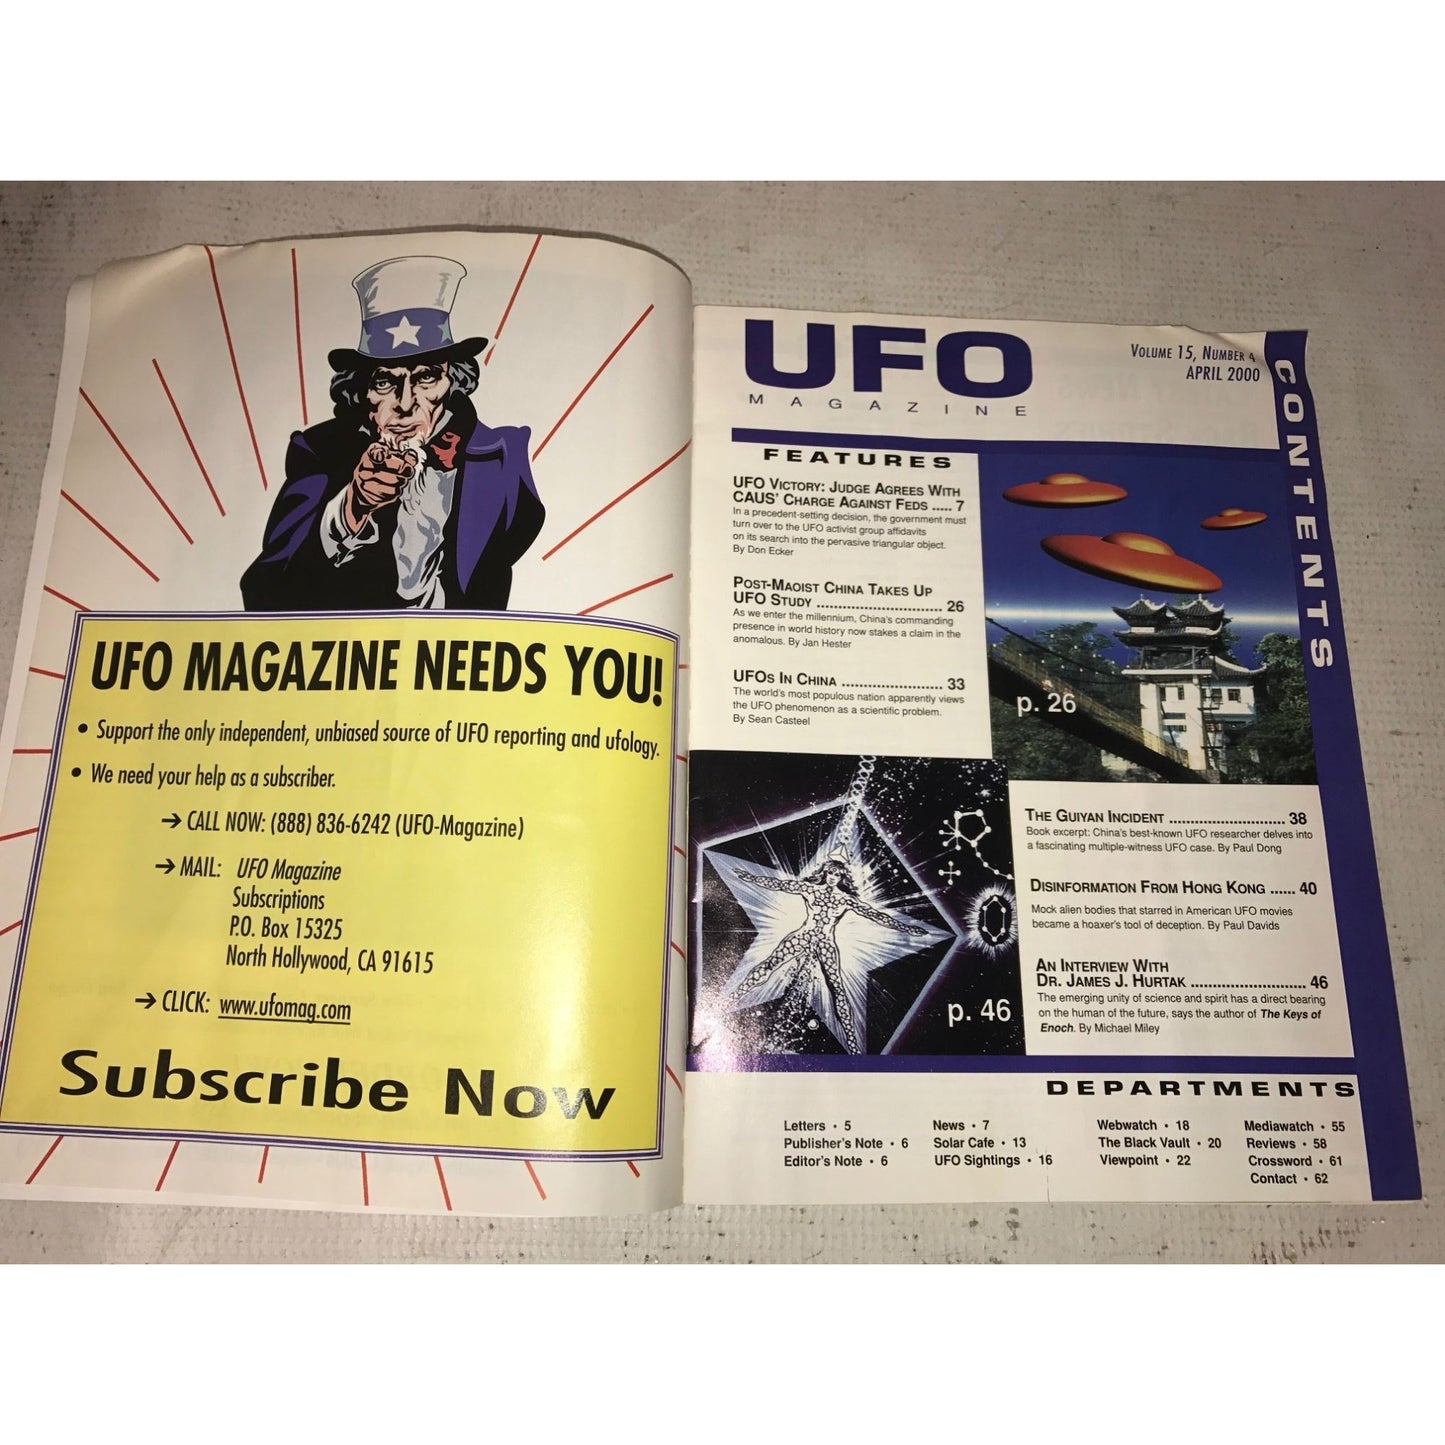 UFO MAGAZINE NEEDS YOU!
• Support the only independent, unbiased source of UFO reporting and ufology.
• We need your help as a subscriber.
→ CALL NOW: (888) 836-6242 (UFO-Magazine)
→ MAIL: UFO Magazine
Subscriptions
P.O. Box 15325
North Hollywood, CA 91615
→ CLICK: www.ufomag.com
Subscribe Now
UFO
MAGAZINE
VOLUME 15, NUMBER 4
APRIL 2000
CONTENTS
FEATURES
UFO VICTORY: JUDGE AGREES WITH
CAUS' CHARGE AGAINST FEDS ..... 7
In a precedent-setting decision, the government must
turn over to the UFO activist group affidavits
on its search into the pervasive triangular object.
By Don Ecker
POST-MAOIST CHINA TAKES UP
UFO STUDY ............................ 26
As we enter the millennium, China's commanding
presence in world history now stakes a claim in the
anomalous. By Jan Hester
UFOS IN CHINA ...................... 33
The world's most populous nation apparently views
the UFO phenomenon as a scientific problem.
By Sean Casteel
p. 26
p. 46
THE GUIYAN INCIDENT .......................... 38
Book excerpt: China's best-known UFO researcher delves into
a fascinating multiple-witness UFO case. By Paul Dong
DISINFORMATION FROM HONG KONG ...... 40
Mock alien bodies that starred in American UFO movies
became a hoaxer's tool of deception. By Paul Davids
AN INTERVIEW WITH
DR. JAMES J. HURTAK .......................... 46
The emerging unity of science and spirit has a direct bearing
on the human of the future, says the author of The Keys of
Enoch. By Michael Miley
DEPARTMENTS
Letters • 5
Publisher's Note • 6
Editor's Note • 6
News • 7
Solar Cafe • 13
UFO Sightings • 16
Webwatch • 18
The Black Vault • 20
Viewpoint • 22
Mediawatch • 55
Reviews • 58
Crossword • 61
Contact • 62